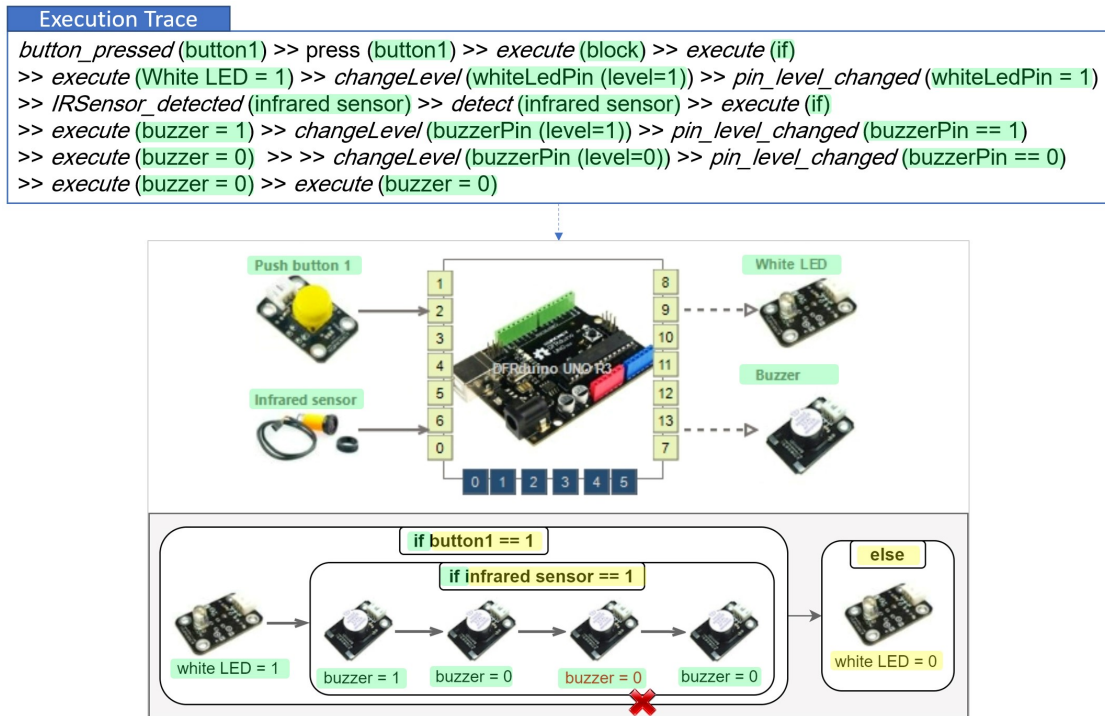 Execution Trace
button_pressed (button1) >> press (button1) >> execute (block) >> execute (if)
>> execute (White LED = 1) >> changeLevel (whiteLedPin (level=1)) >> pin_level_changed (whiteLedPin = 1)
>> IRSensor_detected (infrared sensor) >> detect (infrared sensor) >> execute (if)
>> execute (buzzer = 1) >> changeLevel (buzzerPin (level=1)) >> pin_level_changed (buzzerPin == 1)
>> execute (buzzer = 0) >> >> changeLevel (buzzerPin (level=0)) >> pin_level_changed (buzzerPin == 0)
>> execute (buzzer = 0) >> execute (buzzer = 0)
Push button 1
White LED
1
8
2
9
3
10
4
11
DFRduino UNO R3
Buzzer
5
12
Infrared sensor
6
13
0
7
0 1 2 3 4 5
if button1 == 1
else
if infrared sensor == 1
white LED = 1
buzzer = 1
buzzer = 0
buzzer = 0
buzzer = 0
white LED = 0